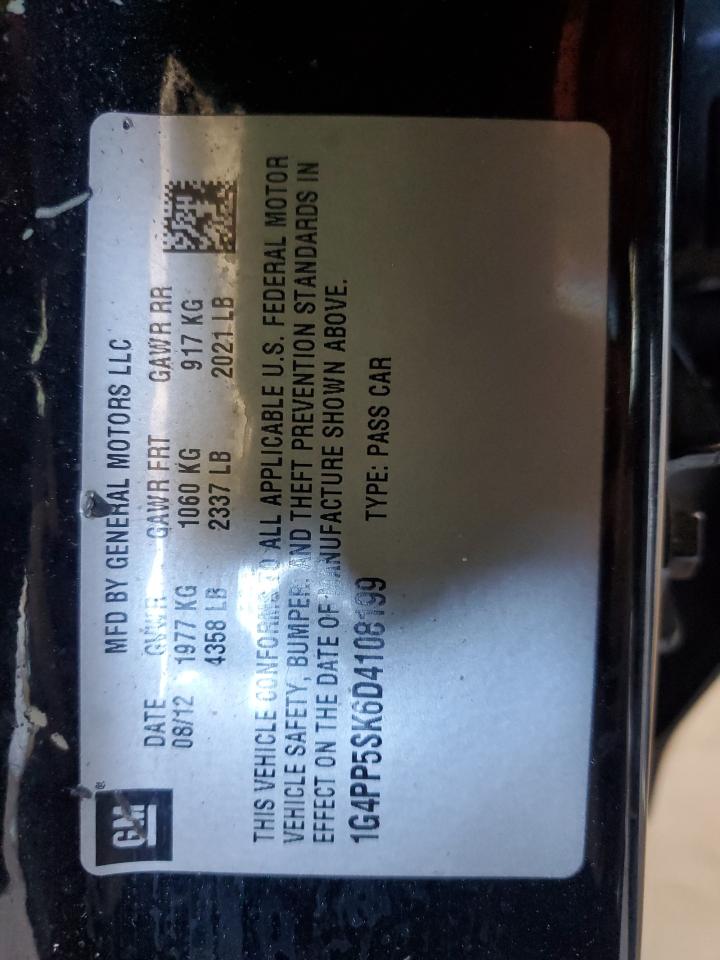 GM
MFD BY GENERAL MOTORS LLC
DATE GVWR GAWR FRT GAWR RR
08/12 1977 KG 1060 KG 917 KG
4358 LB 2337 LB 2021 LB
THIS VEHICLE CONFORMS TO ALL APPLICABLE U.S. FEDERAL MOTOR
VEHICLE SAFETY, BUMPER, AND THEFT PREVENTION STANDARDS IN
EFFECT ON THE DATE OF MANUFACTURE SHOWN ABOVE.
1G4PP5SK6D4108199 TYPE: PASS CAR